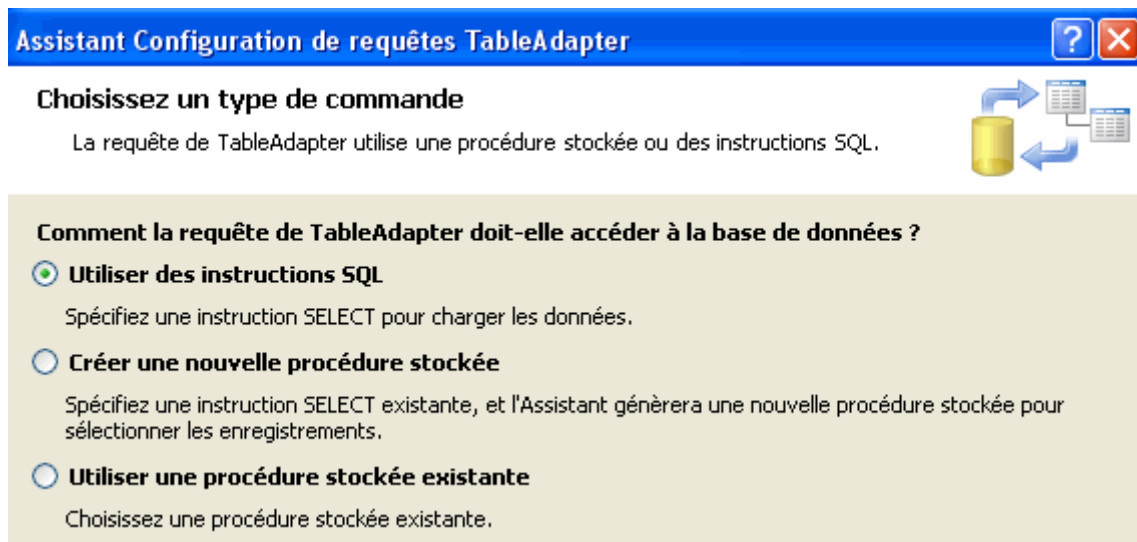 Assistant Configuration de requêtes TableAdapter
Choisissez un type de commande
La requête de TableAdapter utilise une procédure stockée ou des instructions SQL.
Comment la requête de TableAdapter doit-elle accéder à la base de données ?
Utiliser des instructions SQL
Spécifiez une instruction SELECT pour charger les données.
Créer une nouvelle procédure stockée
Spécifiez une instruction SELECT existante, et l'Assistant génèrera une nouvelle procédure stockée pour
sélectionner les enregistrements.
Utiliser une procédure stockée existante
Choisissez une procédure stockée existante.